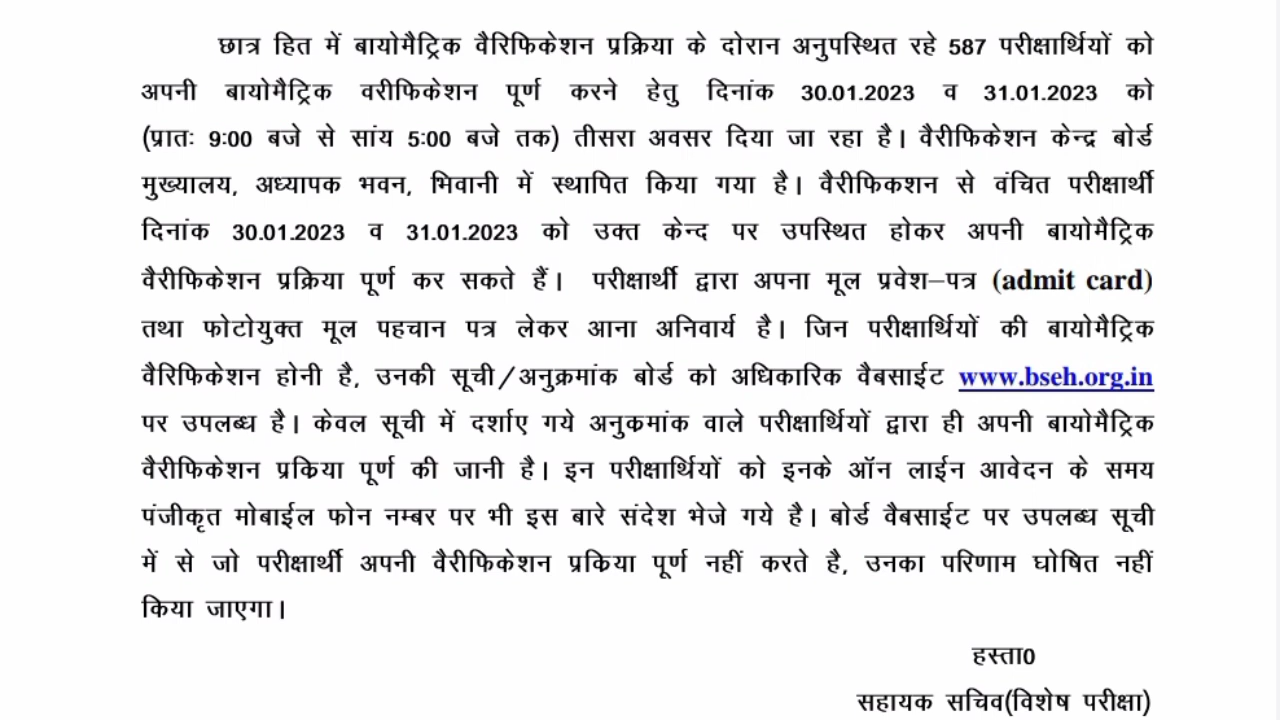 छात्र हित में बायोमैट्रिक वैरिफिकेशन प्रक्रिया के दोरान अनुपस्थित रहे 587 परीक्षार्थियों को
अपनी बायोमैट्रिक वरीफिकेशन पूर्ण करने हेतु दिनांक 30.01.2023 व 31.01.2023 को
(प्रातः 9:00 बजे से सांय 5:00 बजे तक) तीसरा अवसर दिया जा रहा है। वैरीफिकेशन केन्द्र बोर्ड
मुख्यालय, अध्यापक भवन, भिवानी में स्थापित किया गया है। वैरीफिकशन से वंचित परीक्षार्थी
दिनांक 30.01.2023 व 31.01.2023 को उक्त केन्द पर उपस्थित होकर अपनी बायोमैट्रिक
वैरीफिकेशन प्रक्रिया पूर्ण कर सकते हैं। परीक्षार्थी द्वारा अपना मूल प्रवेश–पत्र (admit card)
तथा फोटोयुक्त मूल पहचान पत्र लेकर आना अनिवार्य है। जिन परीक्षार्थियों की बायोमैट्रिक
वैरिफिकेशन होनी है, उनकी सूची/अनुक्रमांक बोर्ड को अधिकारिक वैबसाईट www.bseh.org.in
पर उपलब्ध है। केवल सूची में दर्शाए गये अनुकमांक वाले परीक्षार्थियों द्वारा ही अपनी बायोमैट्रिक
वैरीफिकेशन प्रकिया पूर्ण की जानी है। इन परीक्षार्थियों को इनके ऑन लाईन आवेदन के समय
पंजीकृत मोबाईल फोन नम्बर पर भी इस बारे संदेश भेजे गये है। बोर्ड वैबसाईट पर उपलब्ध सूची
में से जो परीक्षार्थी अपनी वैरीफिकेशन प्रकिया पूर्ण नहीं करते है, उनका परिणाम घोषित नहीं
किया जाएगा।
हस्ता0
सहायक सचिव(विशेष परीक्षा)